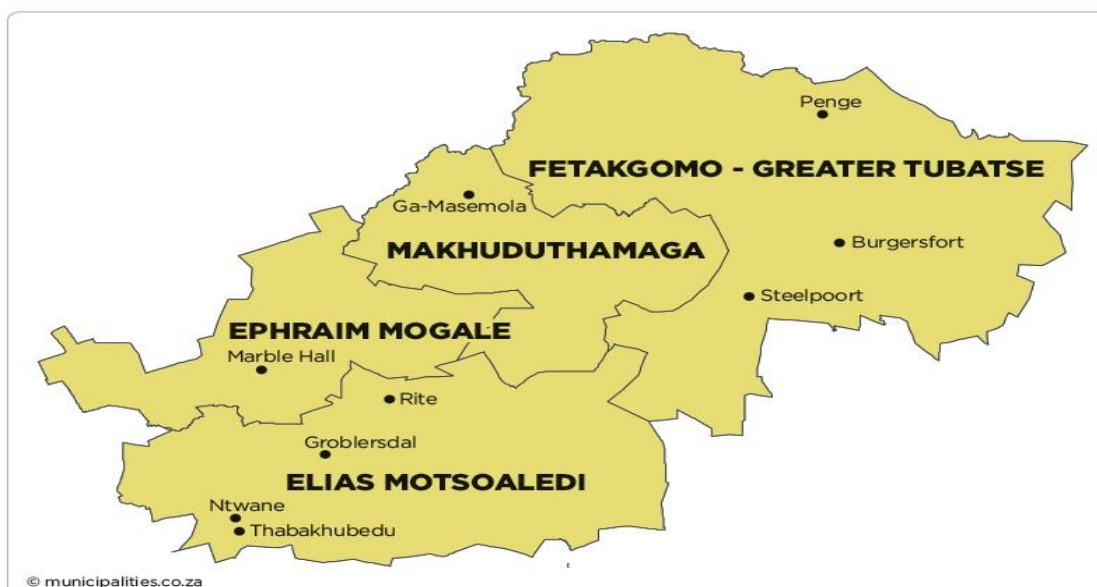 Penge
FETAKGOMO - GREATER TUBATSE
Ga-Masemola
MAKHUDUTHAMAGA
Burgersfort
Steelpoort
EPHRAIM MOGALE
Marble Hall
Rite
Groblersdal
ELIAS MOTSOALEDI
Ntwane
Thabakhubedu
© municipalities.co.za